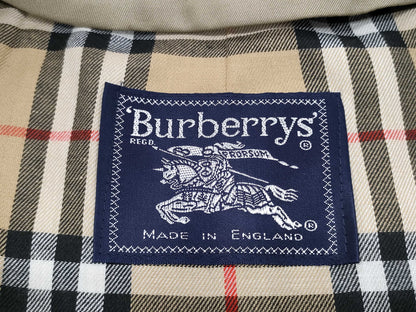 'Burberrys'
REGD. ®
PRORSUM
®
MADE IN ENGLAND